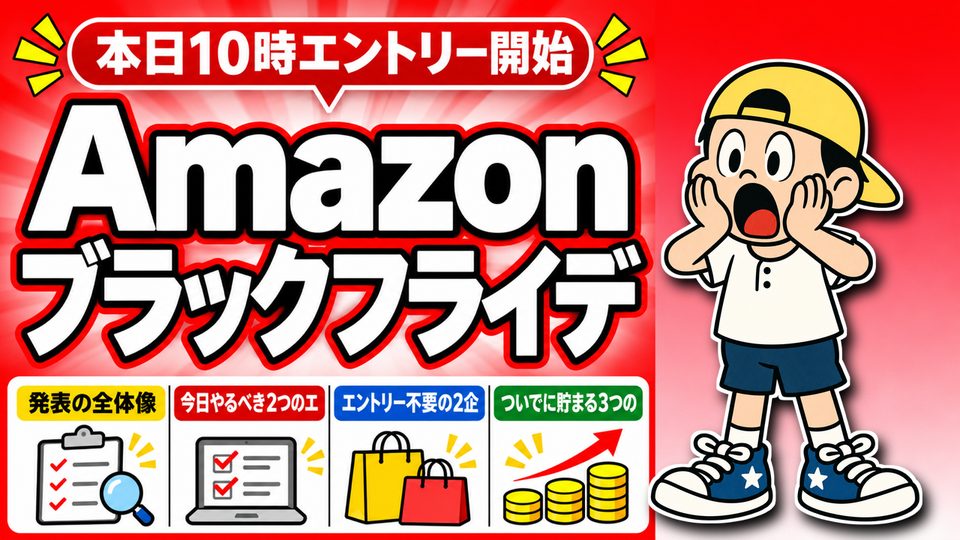 本日10時エントリー開始
Amazon
ブラックフライデ
発表の全体像
今日やるべき2つのエ
エントリー不要の2企
ついでに貯まる3つの